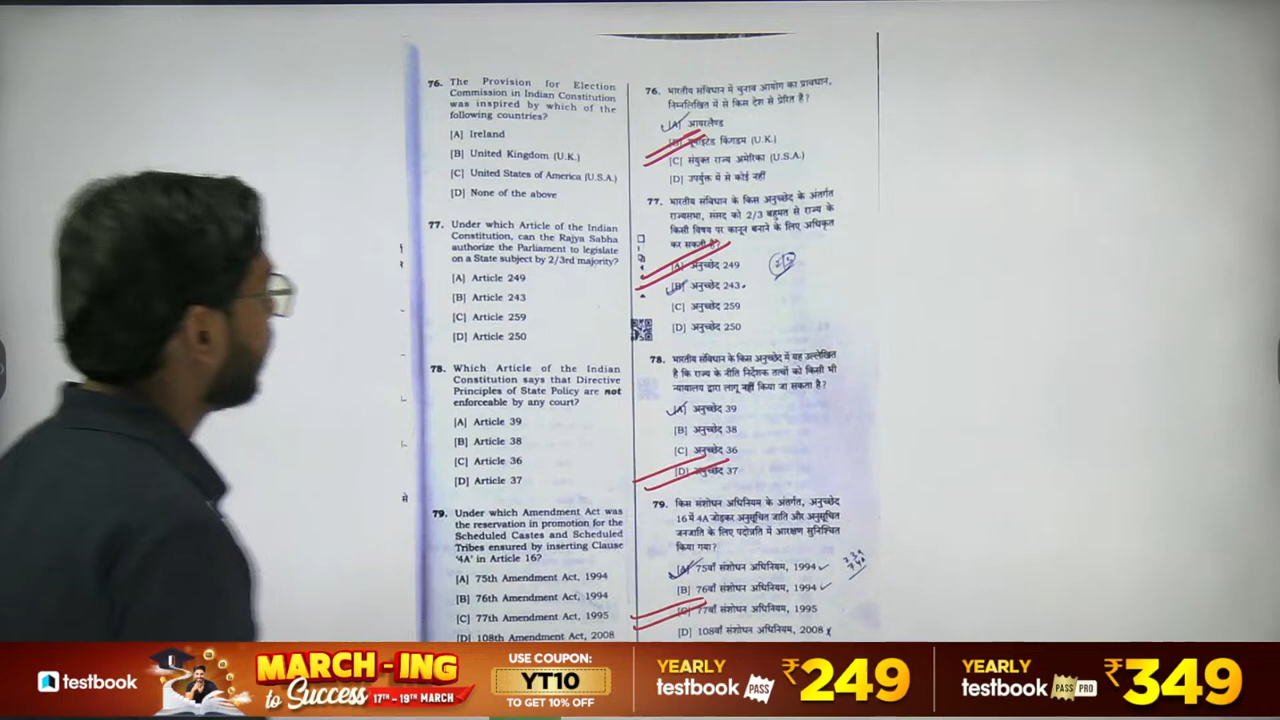 76. The Provision for Election
Commission in Indian Constitution
was inspired by which of the
following countries?
[A] Ireland
[B] United Kingdom (U.K.)
[C] United States of America (U.S.A.)
[D] None of the above
77. Under which Article of the Indian
Constitution, can the Rajya Sabha
authorize the Parliament to legislate
on a State subject by 2/3rd majority?
[A] Article 249
[B] Article 243
[C] Article 259
[D] Article 250
78. Which Article of the Indian
Constitution says that Directive
Principles of State Policy are not
enforceable by any court?
[A] Article 39
[B] Article 38
[C] Article 36
[D] Article 37
79. Under which Amendment Act was
the reservation in promotion for the
Scheduled Castes and Scheduled
Tribes ensured by inserting Clause
'4A' in Article 16?
[A] 75th Amendment Act, 1994
[B] 76th Amendment Act, 1994
[C] 77th Amendment Act, 1995
[D] 108th Amendment Act, 2008
76. भारतीय संविधान में चुनाव आयोग का प्रावधान,
निम्नलिखित में से किस देश से प्रेरित है?
[A] आयरलैण्ड
[B] यूनाइटेड किंगडम (U.K.)
[C] संयुक्त राज्य अमेरिका (U.S.A.)
[D] उपर्युक्त में से कोई नहीं
77. भारतीय संविधान के किस अनुच्छेद के अंतर्गत
राज्यसभा, संसद को 2/3 बहुमत से राज्य के
किसी विषय पर कानून बनाने के लिए अधिकृत
कर सकती है?
[A] अनुच्छेद 249
[B] अनुच्छेद 243
[C] अनुच्छेद 259
[D] अनुच्छेद 250
78. भारतीय संविधान के किस अनुच्छेद में यह उल्लेखित
है कि राज्य के नीति निर्देशक तत्वों को किसी भी
न्यायालय द्वारा लागू नहीं किया जा सकता है?
[A] अनुच्छेद 39
[B] अनुच्छेद 38
[C] अनुच्छेद 36
[D] अनुच्छेद 37
से
79. किस संशोधन अधिनियम के अंतर्गत, अनुच्छेद
16 में 4A जोड़कर अनुसूचित जाति और अनुसूचित
जनजाति के लिए पदोन्नति में आरक्षण सुनिश्चित
किया गया?
[A] 75वाँ संशोधन अधिनियम, 1994
[B] 76वाँ संशोधन अधिनियम, 1994
[C] 77वाँ संशोधन अधिनियम, 1995
[D] 108वाँ संशोधन अधिनियम, 2008
testbook
MARCH-ING
to Success
17TH - 19TH MARCH
USE COUPON:
YT10
TO GET 10% OFF
YEARLY
testbook PASS
₹249
YEARLY
testbook PASS PRO
₹349